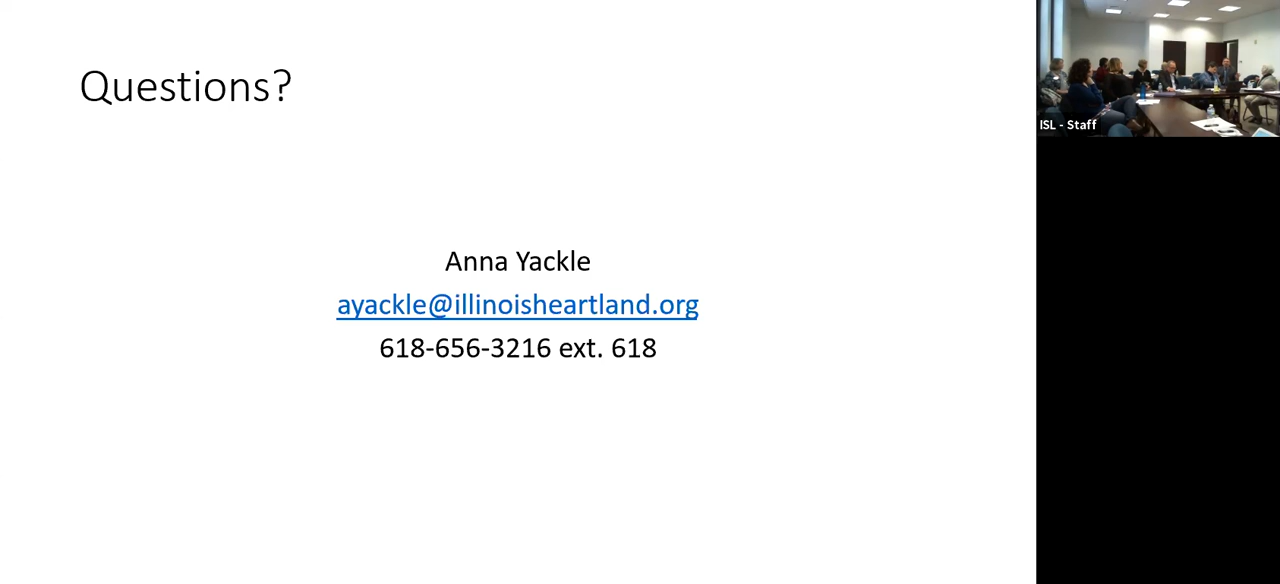 Questions?
Anna Yackle
ayackle@illinoisheartland.org
618-656-3216 ext. 618
ISL - Staff